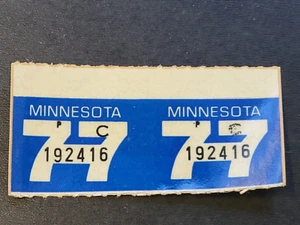 MINNESOTA MINNESOTA
P C P C
77 77
192416 192416